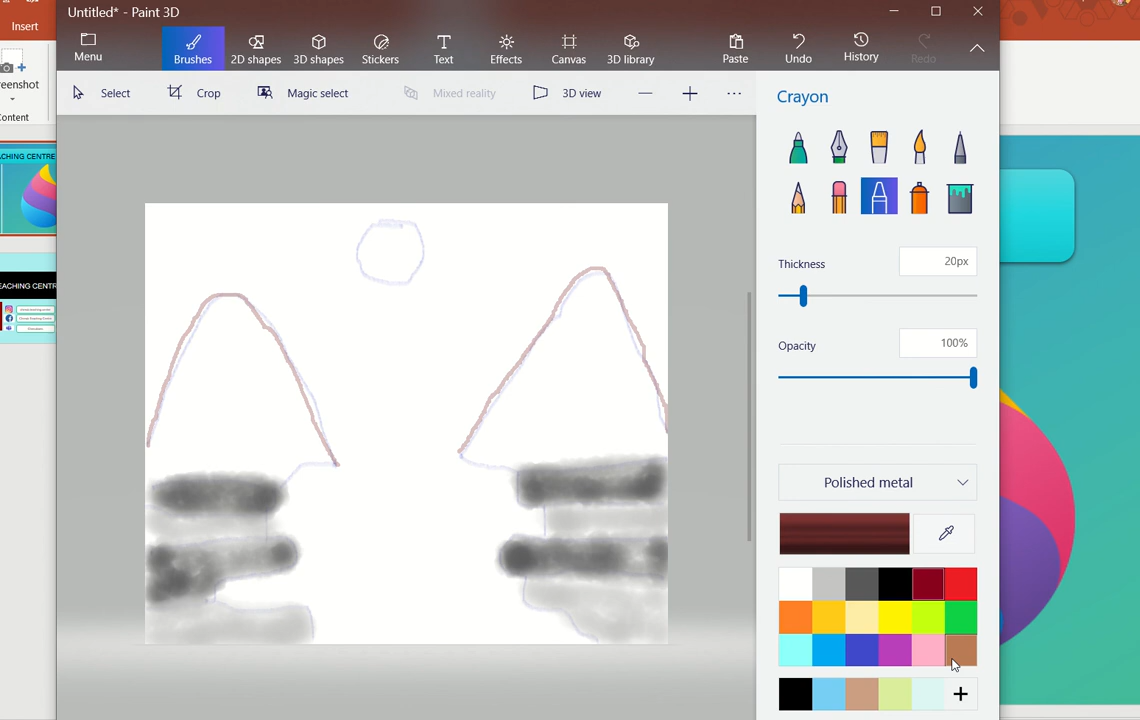 Untitled* - Paint 3D
Insert
Menu
Brushes
2D shapes
3D shapes
Stickers
Text
Effects
Canvas
3D library
Paste
Undo
History
Redo
Select
Crop
Magic select
Mixed reality
3D view
eenshot
ontent
ACHING CENTRE
EACHING CENTR
Crayon
Thickness
20px
Opacity
100%
Polished metal